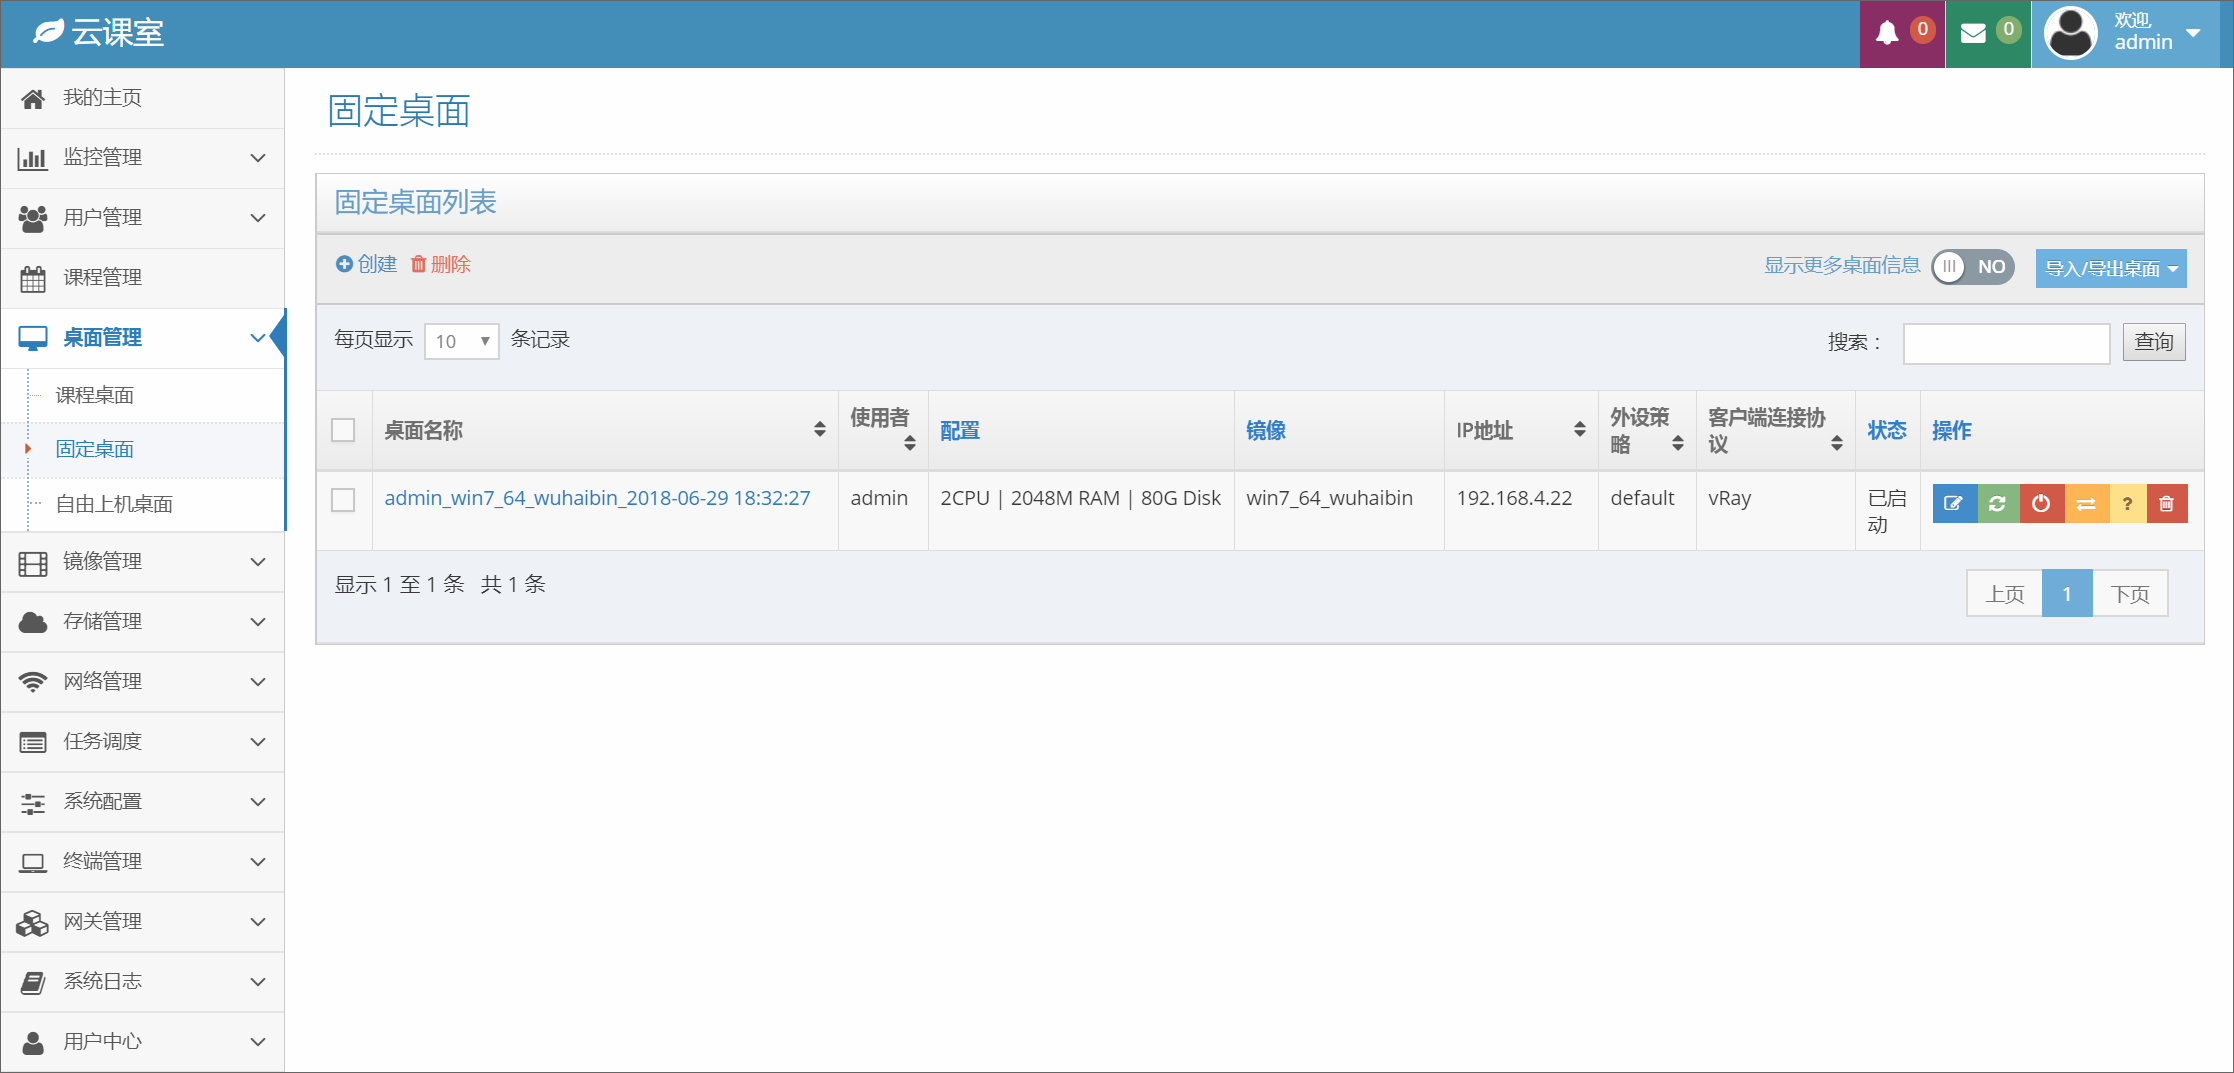 云课室
0
0
欢迎,
admin
我的主页
监控管理
用户管理
课程管理
桌面管理
课程桌面
固定桌面
自由上机桌面
镜像管理
存储管理
网络管理
任务调度
系统配置
终端管理
网关管理
系统日志
用户中心
固定桌面
固定桌面列表
创建 删除
显示更多桌面信息 NO 导入/导出桌面
每页显示 10 条记录
搜索： 查询
桌面名称 使用者 配置 镜像 IP地址 外设策略 客户端连接协议 状态 操作
admin_win7_64_wuhaibin_2018-06-29 18:32:27 admin 2CPU | 2048M RAM | 80G Disk win7_64_wuhaibin 192.168.4.22 default vRay 已启动 ?
显示 1 至 1 条 共 1 条
上页 1 下页